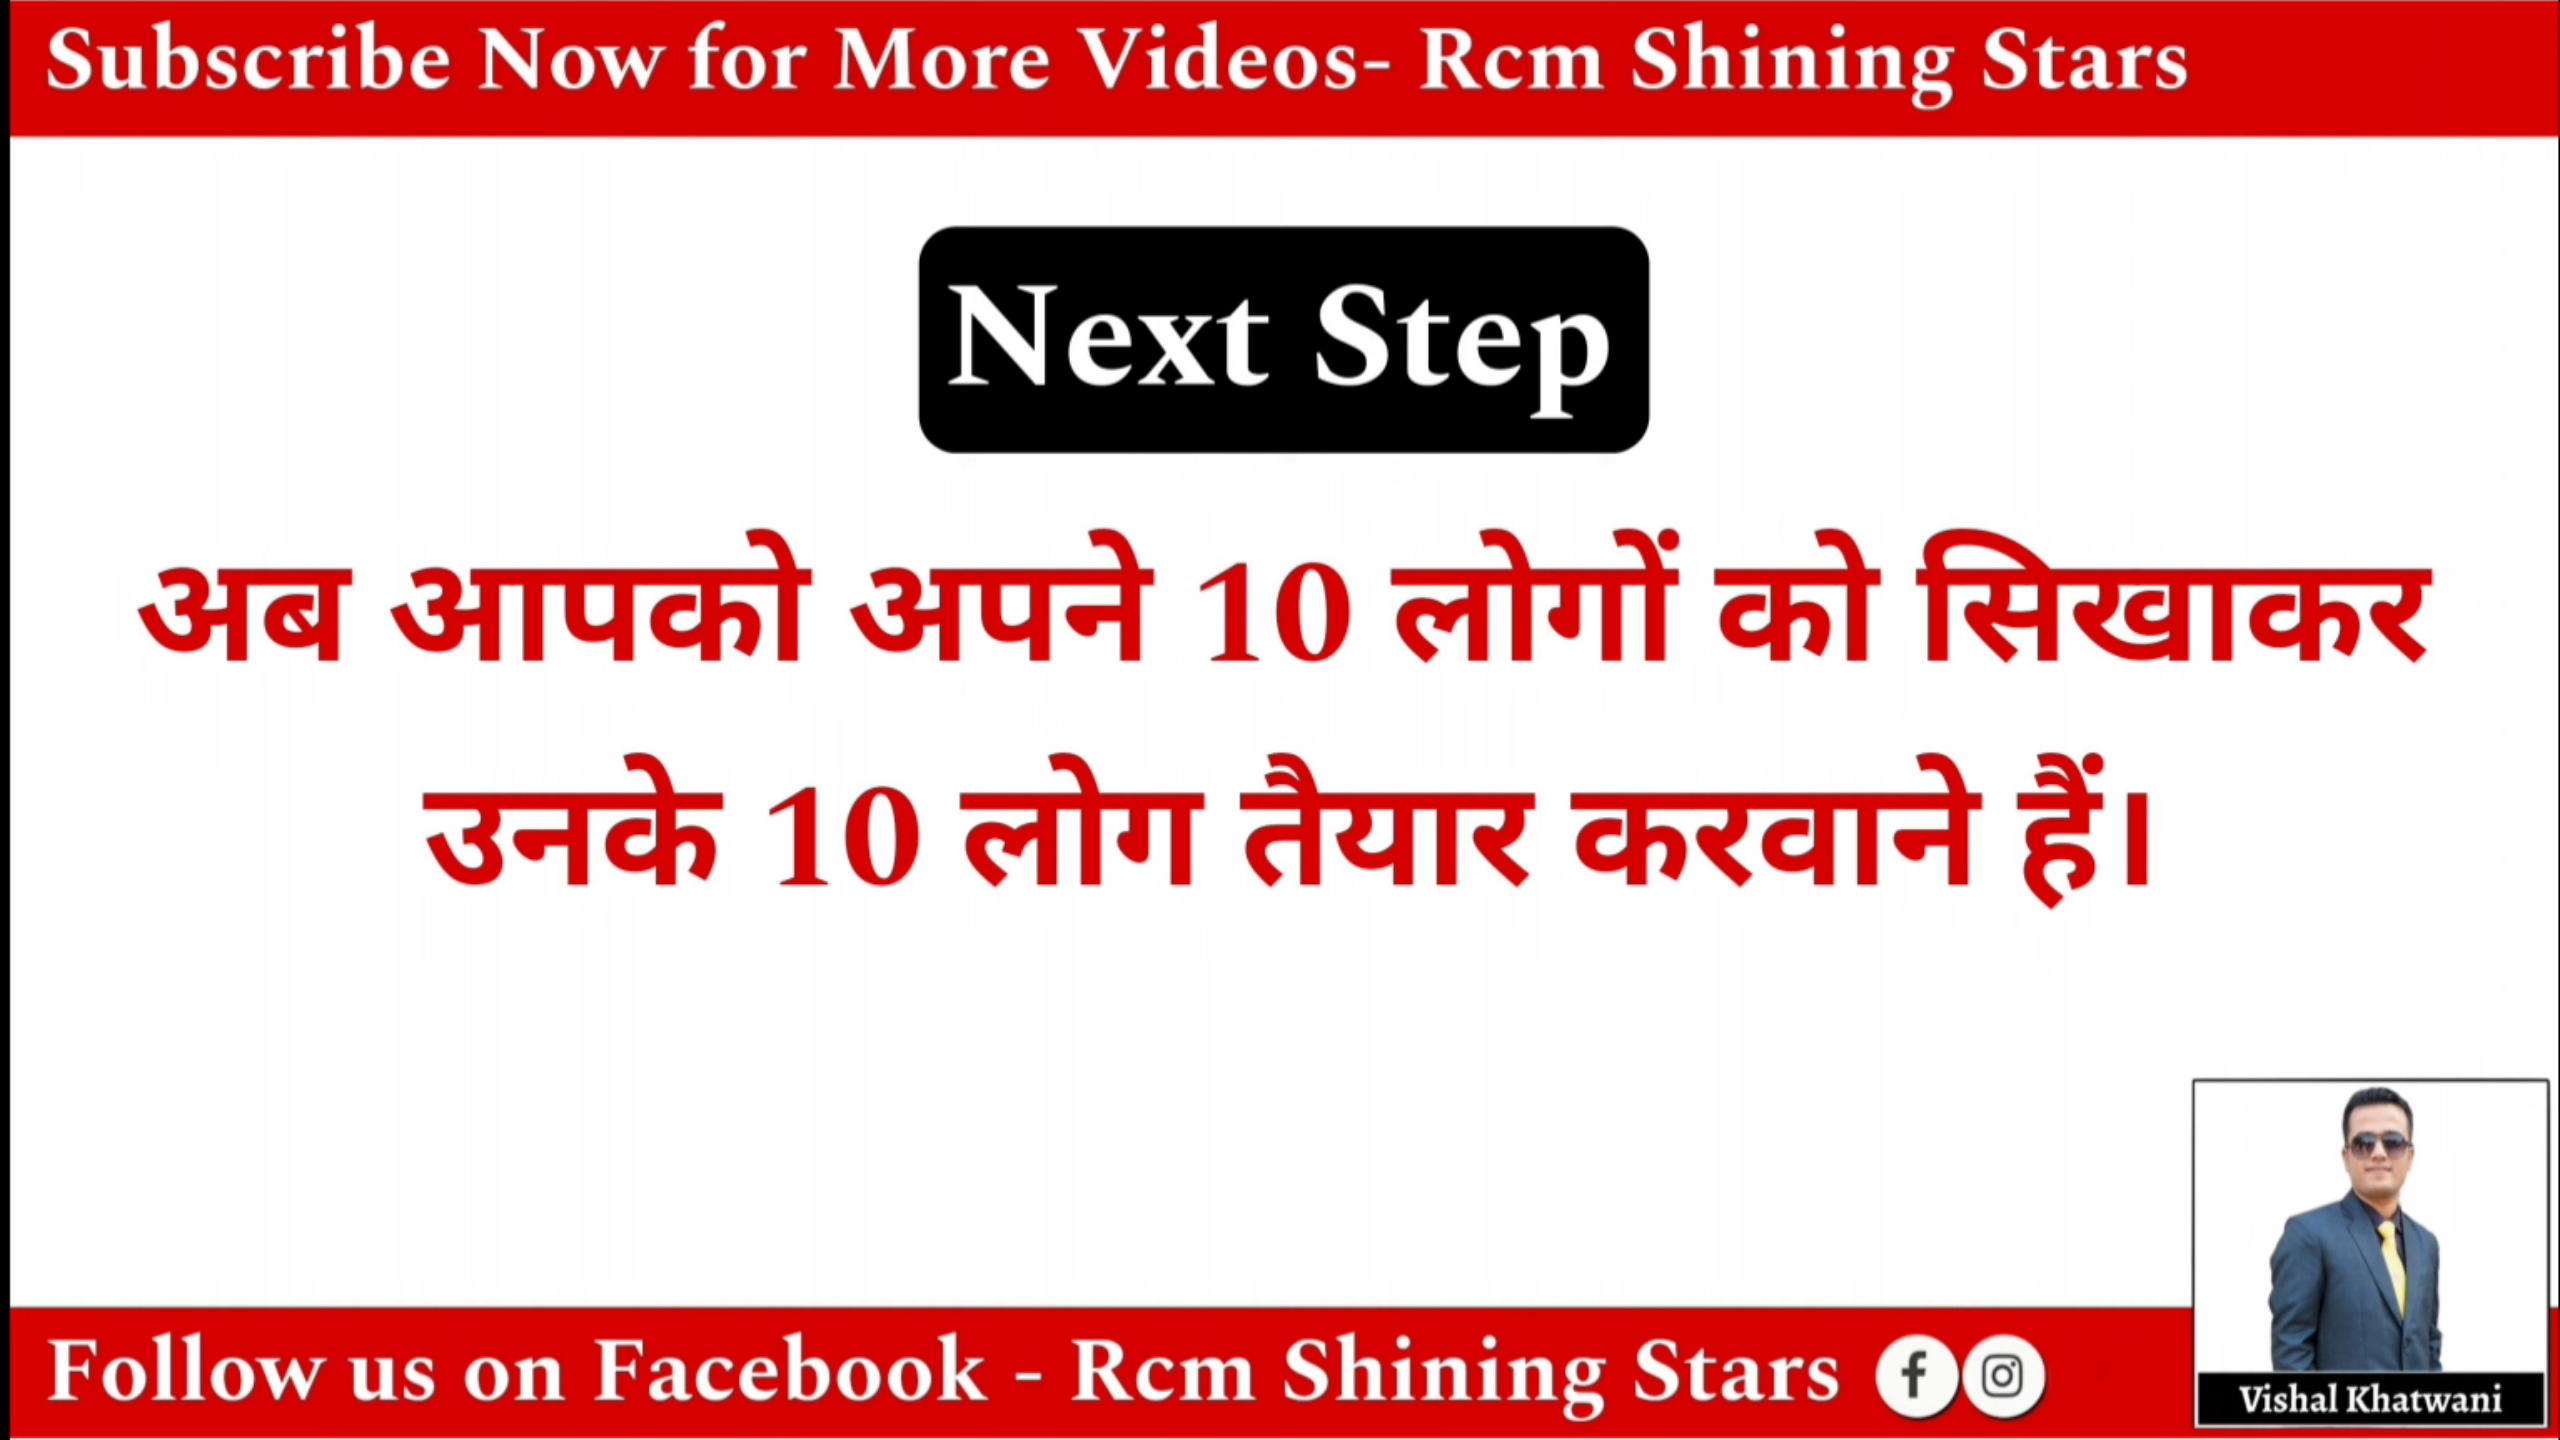 Subscribe Now for More Videos- Rcm Shining Stars
Next Step
अब आपको अपने 10 लोगों को सिखाकर
उनके 10 लोग तैयार करवाने हैं।
Follow us on Facebook - Rcm Shining Stars
Vishal Khatwani